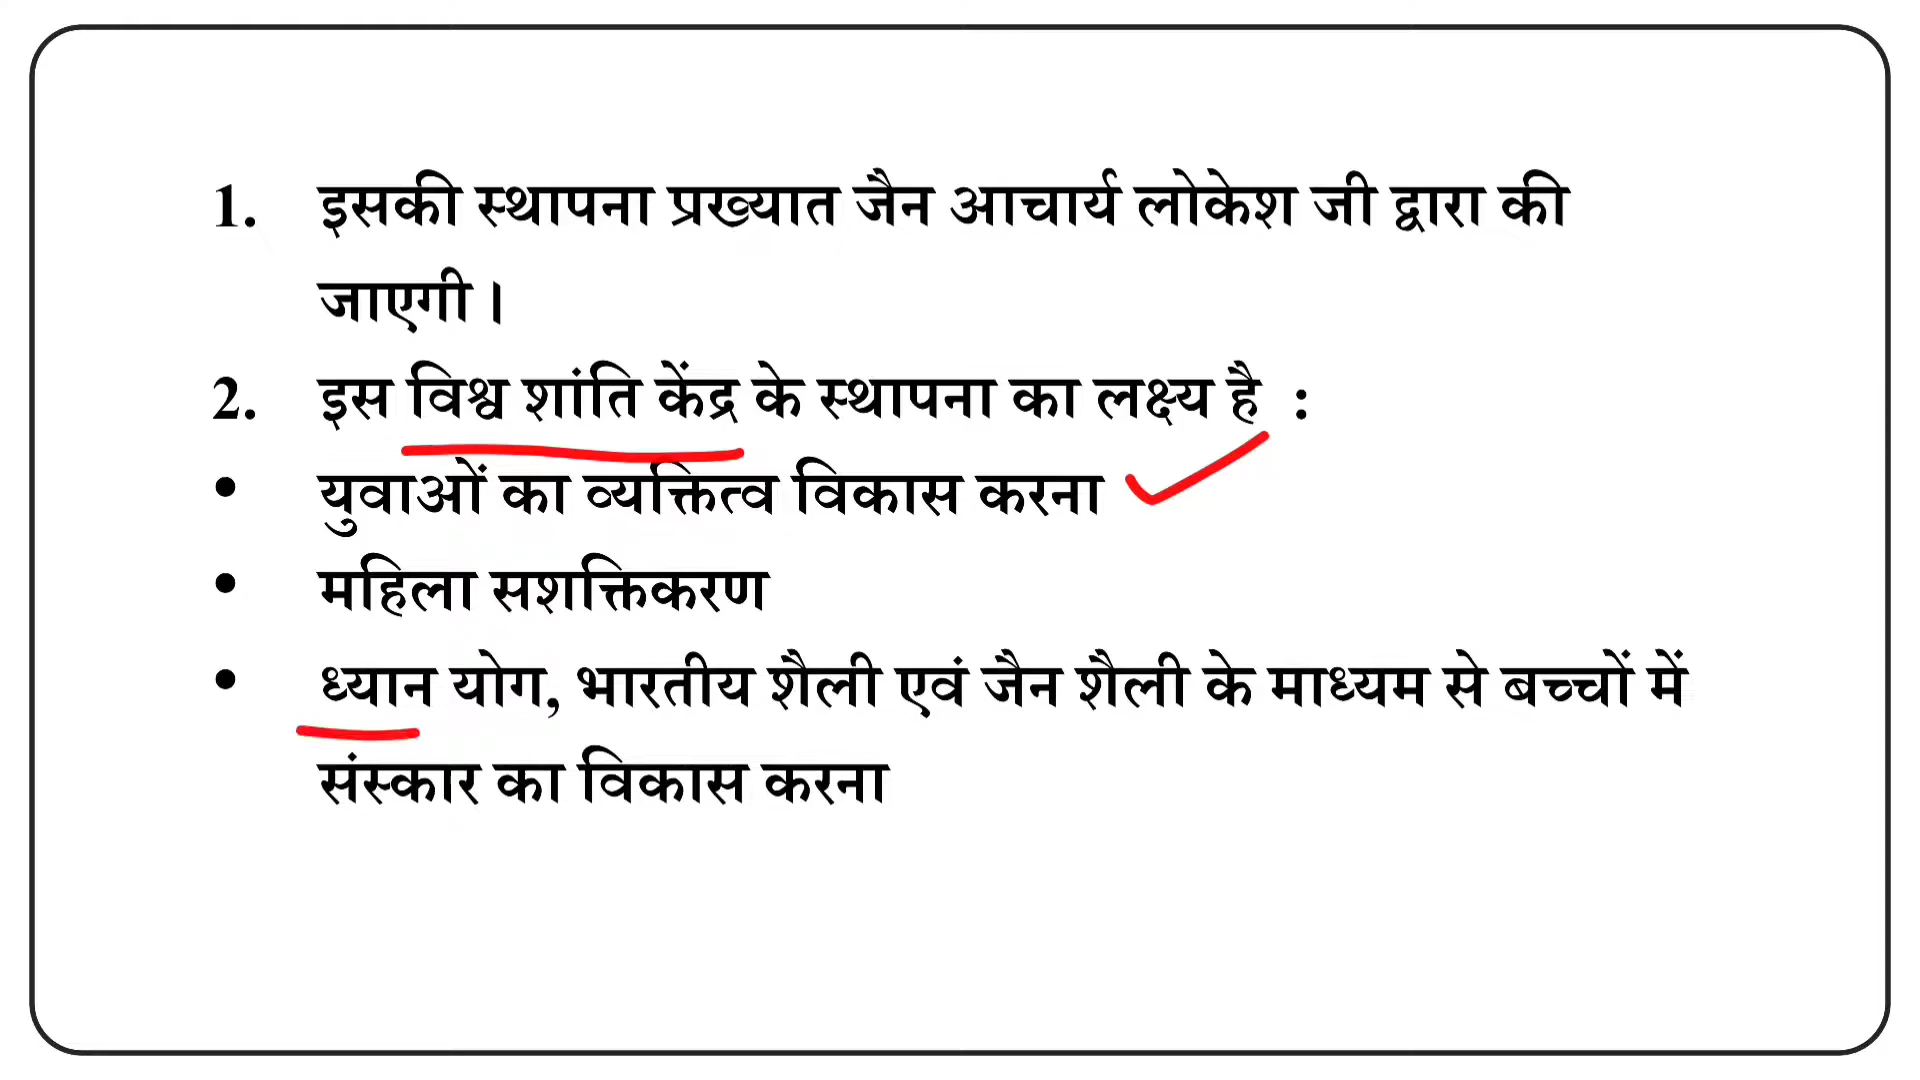 1. इसकी स्थापना प्रख्यात जैन आचार्य लोकेश जी द्वारा की
जाएगी।
2. इस विश्व शांति केंद्र के स्थापना का लक्ष्य है :
• युवाओं का व्यक्तित्व विकास करना
• महिला सशक्तिकरण
• ध्यान योग, भारतीय शैली एवं जैन शैली के माध्यम से बच्चों में
संस्कार का विकास करना